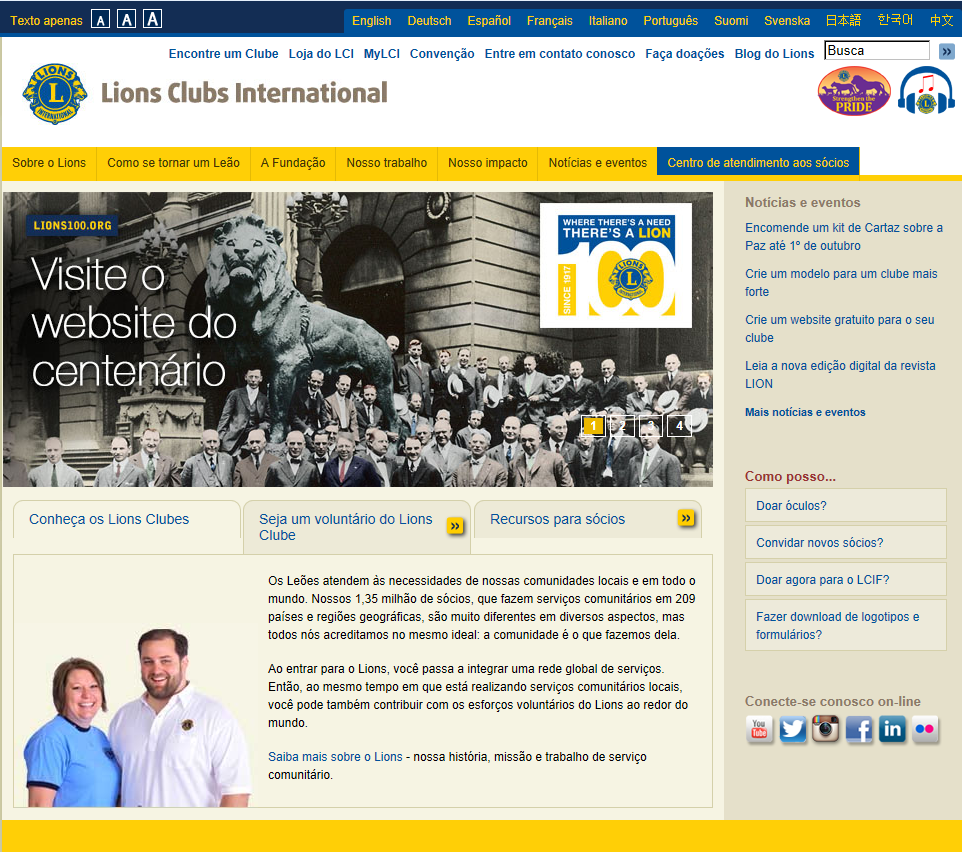 Texto apenas A A A English Deutsch Español Français Italiano Português Suomi Svenska 日本語 한국어 中文
Encontre um Clube Loja do LCI MyLCI Convenção Entre em contato conosco Faça doações Blog do Lions Busca
LIONS
INTERNATIONAL
L
Lions Clubs International
Strengthen the
PRIDE
Sobre o Lions Como se tornar um Leão A Fundação Nosso trabalho Nosso impacto Notícias e eventos Centro de atendimento aos sócios
LIONS100.ORG
Visite o
website do
centenário
WHERE THERE'S A NEED
THERE'S A LION
100
SINCE 1917
LIONS
L
INTERNATIONAL
1 2 3 4
Notícias e eventos
Encomende um kit de Cartaz sobre a
Paz até 1º de outubro
Crie um modelo para um clube mais
forte
Crie um website gratuito para o seu
clube
Leia a nova edição digital da revista
LION
Mais notícias e eventos
Como posso...
Doar óculos?
Convidar novos sócios?
Doar agora para o LCIF?
Fazer download de logotipos e
formulários?
Conecte-se conosco on-line
You
Tube
in
Conheça os Lions Clubes
Seja um voluntário do Lions
Clube
Recursos para sócios
Os Leões atendem às necessidades de nossas comunidades locais e em todo o
mundo. Nossos 1,35 milhão de sócios, que fazem serviços comunitários em 209
países e regiões geográficas, são muito diferentes em diversos aspectos, mas
todos nós acreditamos no mesmo ideal: a comunidade é o que fazemos dela.
Ao entrar para o Lions, você passa a integrar uma rede global de serviços.
Então, ao mesmo tempo em que está realizando serviços comunitários locais,
você pode também contribuir com os esforços voluntários do Lions ao redor do
mundo.
Saiba mais sobre o Lions - nossa história, missão e trabalho de serviço
comunitário.